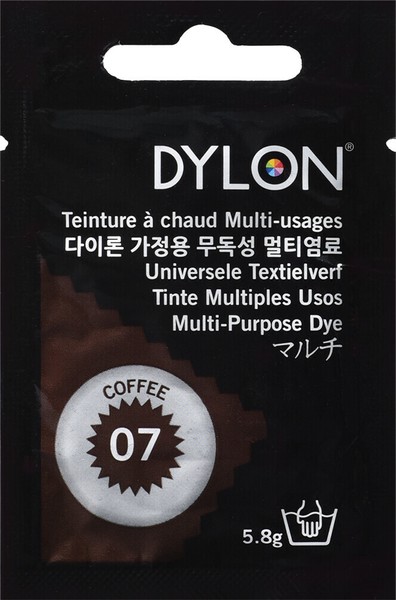 DYLON®
Teinture à chaud Multi-usages
다이론 가정용 무독성 멀티염료
Universele Textielverf
Tinte Multiples Usos
Multi-Purpose Dye
マルチ
COFFEE
07
5.8g